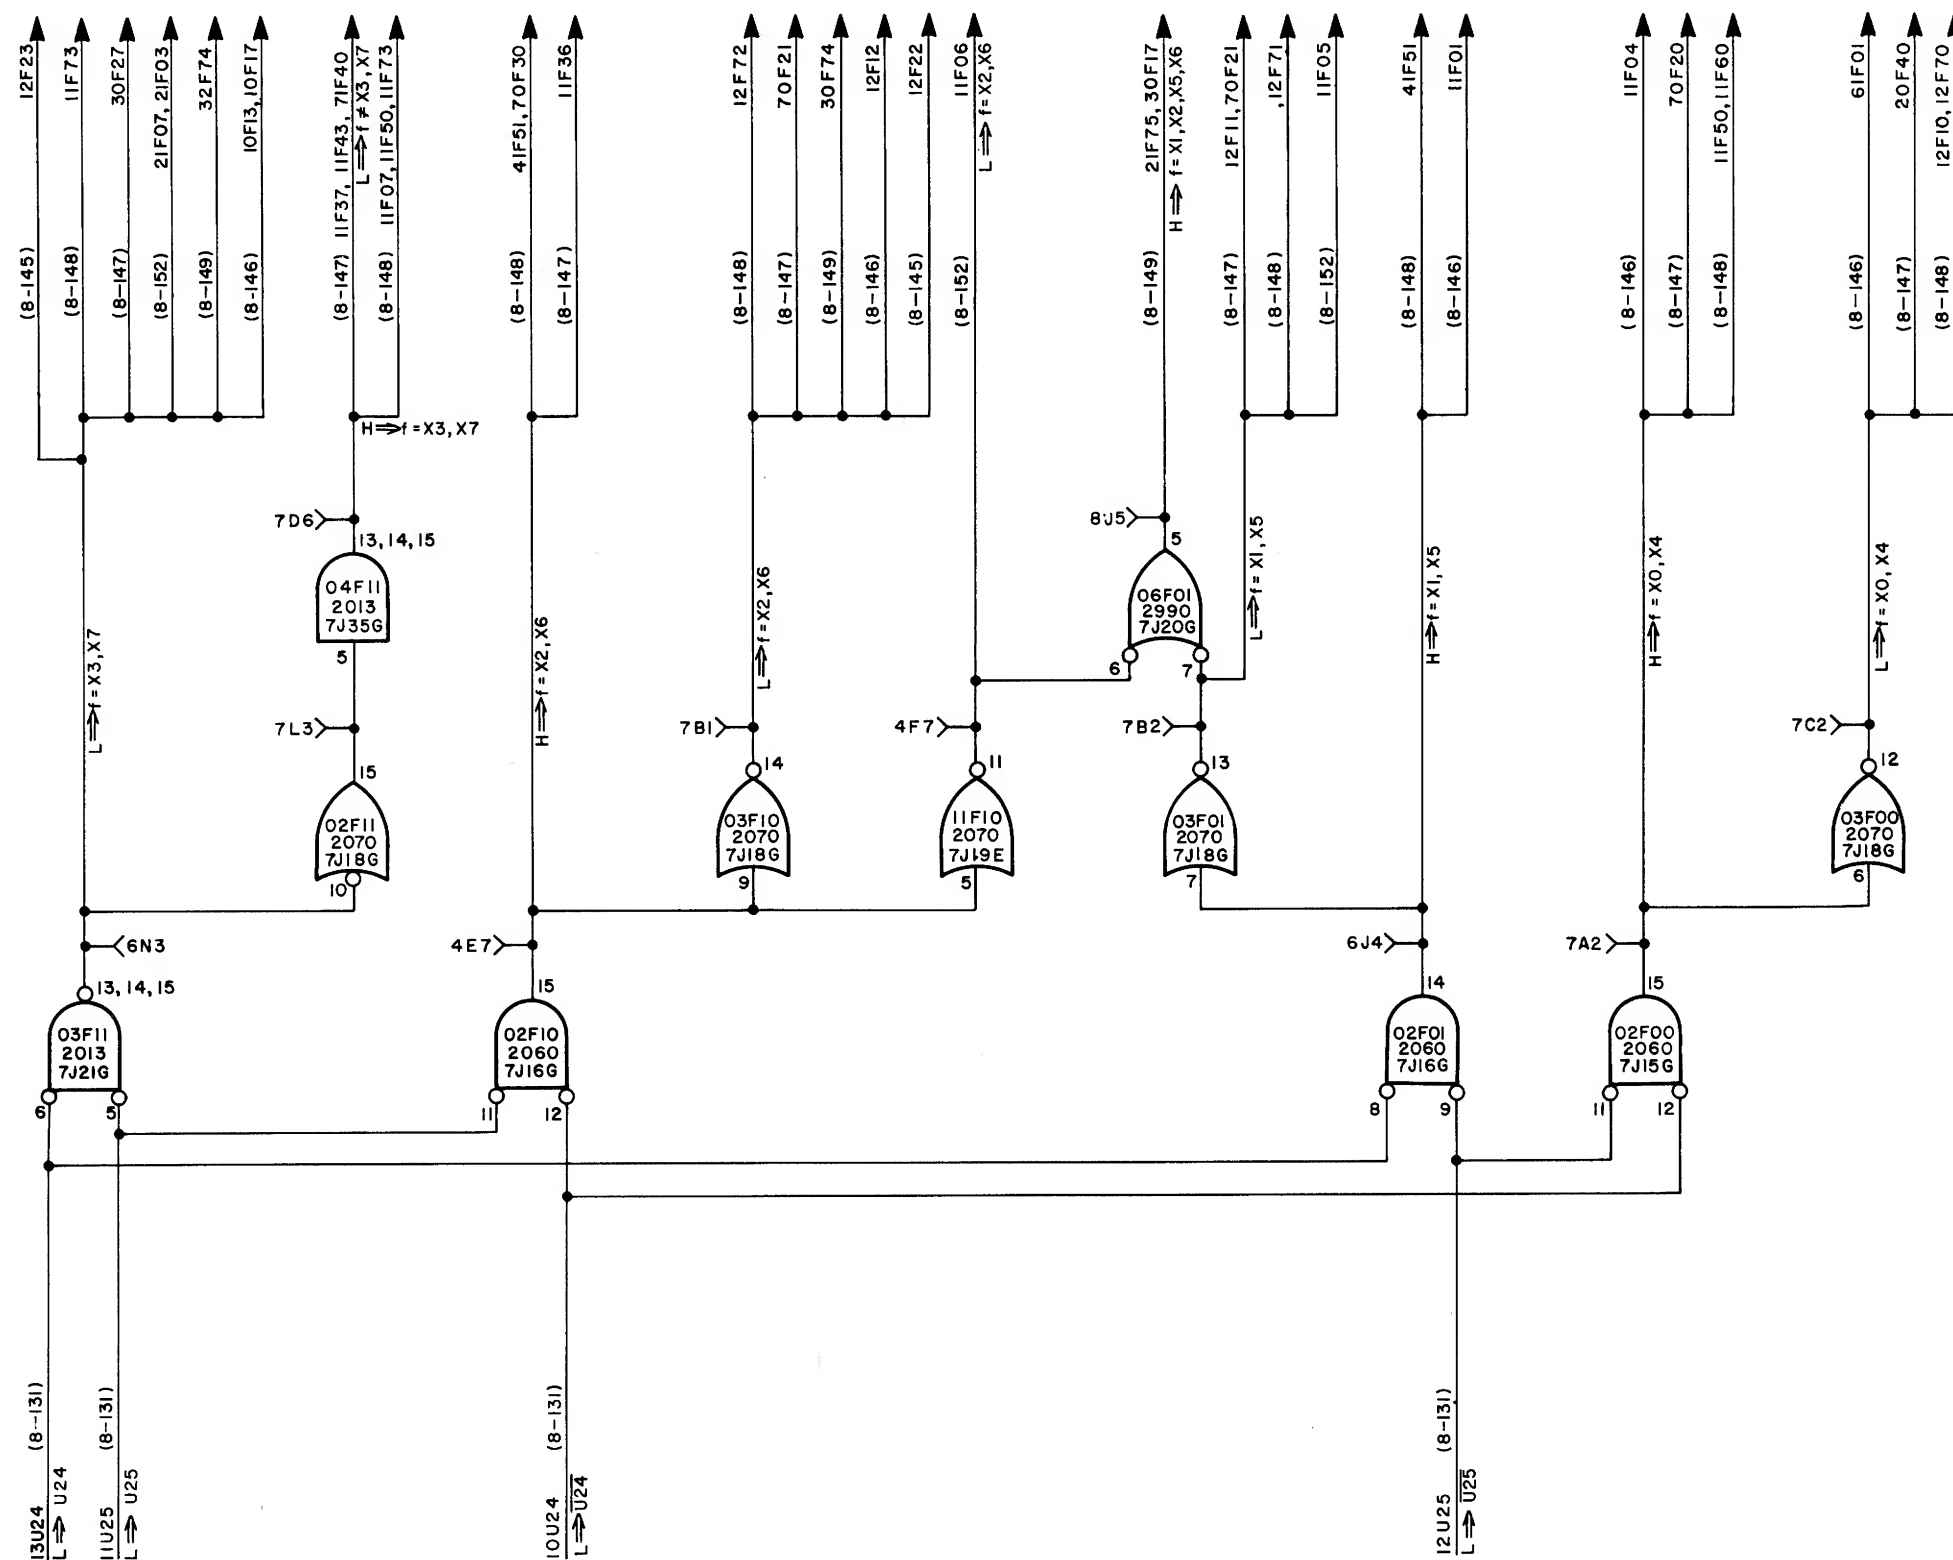 12F23
11F73
30F27
21F07, 21F03
32F74
10F13, 10F17
11F37, 11F43, 71F40
L⟹f ≠ X3, X7
11F07, 11F50, 11F73
41F51, 70F30
11F36
12F72
70F21
30F74
12F12
12F22
11F06
L⟹f = X2, X6
21F75, 30F17
H⟹f = X1, X2, X5, X6
12F11, 70F21
,12F71
11F05
41F51
11F01
11F04
70F20
11F50, 11F60
61F01
20F40
12F10, 12F70
(8-145)
(8-148)
(8-147)
(8-152)
(8-149)
(8-146)
(8-147)
(8-148)
(8-148)
(8-147)
(8-148)
(8-147)
(8-149)
(8-146)
(8-145)
(8-152)
(8-149)
(8-147)
(8-148)
(8-152)
(8-148)
(8-146)
(8-146)
(8-147)
(8-148)
(8-146)
(8-147)
(8-148)
H⟹f = X3, X7
7D6
13, 14, 15
04F11
2013
7J35G
5
7L3
15
02F11
2070
7J18G
10
L⟹f = X3, X7
H⟹f = X2, X6
L⟹f = X2, X6
7B1
14
03F10
2070
7J18G
9
4F7
11
11F10
2070
7J19E
5
8J5
5
06F01
2990
7J20G
6
7
L⟹f = X1, X5
7B2
13
03F01
2070
7J18G
7
H⟹f = X1, X5
H⟹f = X0, X4
L⟹f = X0, X4
7C2
12
03F00
2070
7J18G
6
6N3
13, 14, 15
03F11
2013
7J21G
6
5
4E7
15
02F10
2060
7J16G
11
12
6J4
14
02F01
2060
7J16G
8
9
7A2
15
02F00
2060
7J15G
11
12
13U24 (8-131)
L⟹U24
11U25 (8-131)
L⟹U25
10U24 (8-131)
L⟹U̅2̅4̅
12U25 (8-131)
L⟹U̅2̅5̅